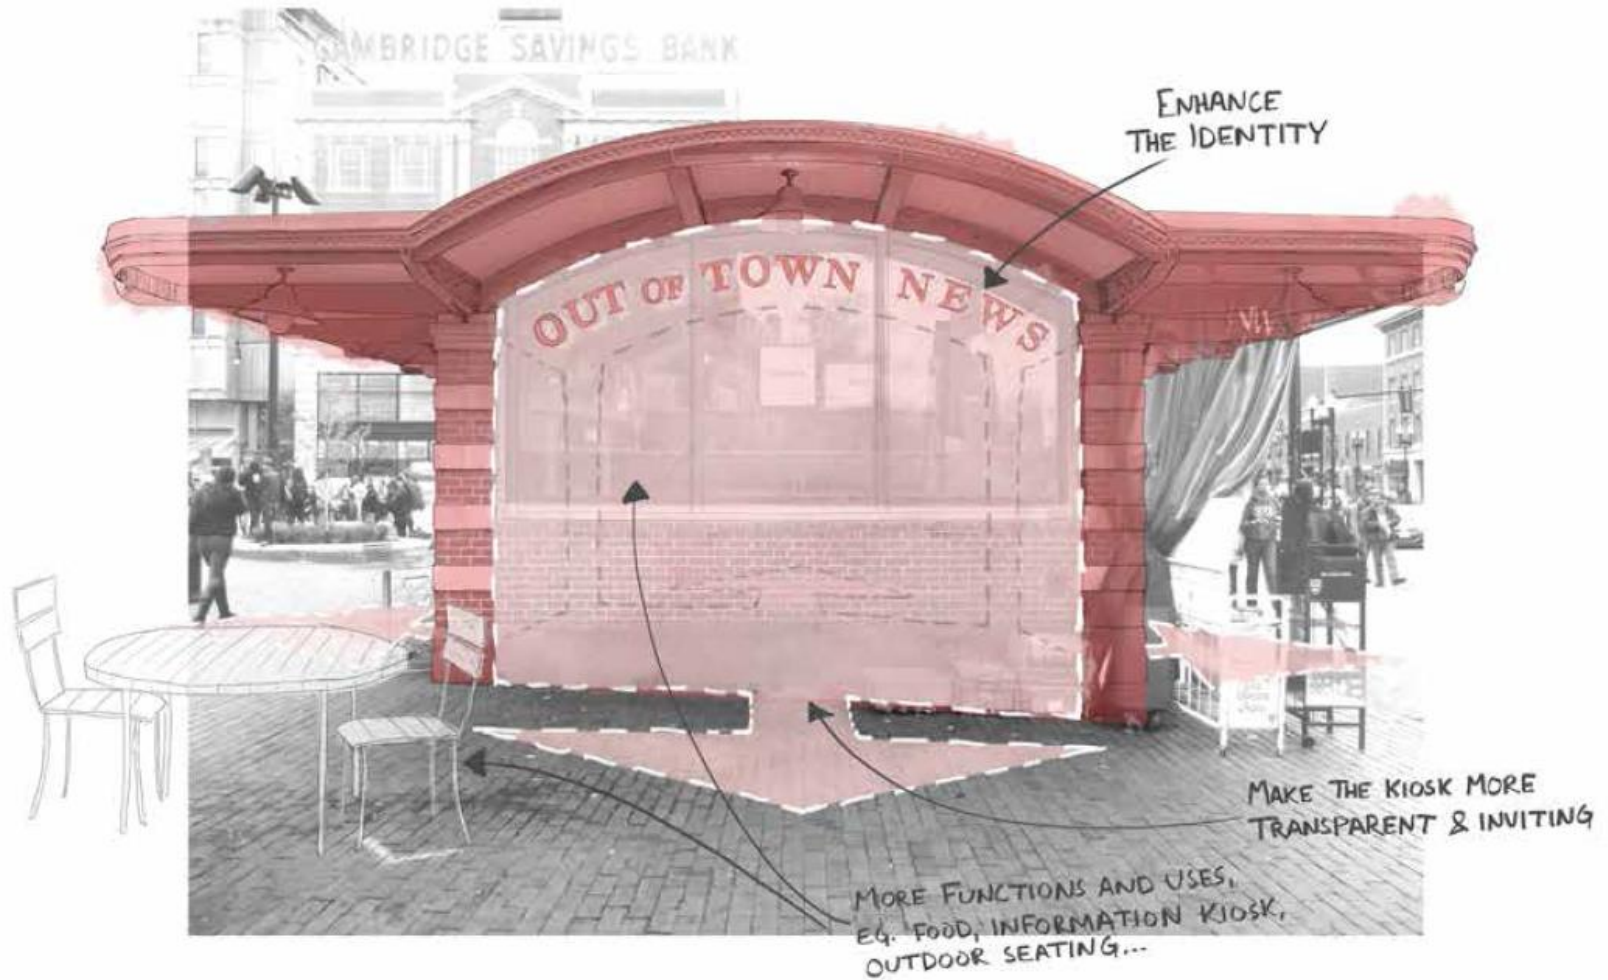 CAMBRIDGE SAVINGS BANK
ENHANCE
THE IDENTITY
OUT OF TOWN NEWS
MAKE THE KIOSK MORE
TRANSPARENT & INVITING
MORE FUNCTIONS AND USES,
EG. FOOD, INFORMATION KIOSK,
OUTDOOR SEATING...